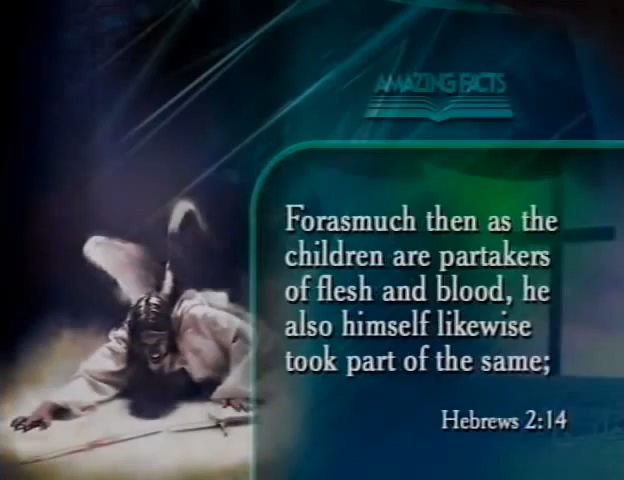 AMAZING FACTS
Forasmuch then as the
children are partakers
of flesh and blood, he
also himself likewise
took part of the same;
Hebrews 2:14